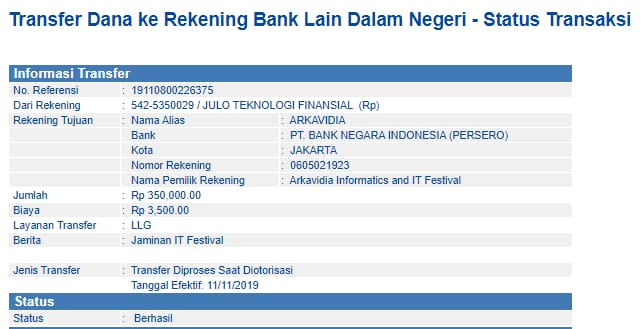 Transfer Dana ke Rekening Bank Lain Dalam Negeri - Status Transaksi
Informasi Transfer
No. Referensi : 19110800226375
Dari Rekening : 542-5350029 / JULO TEKNOLOGI FINANSIAL (Rp)
Rekening Tujuan : Nama Alias : ARKAVIDIA
Bank : PT. BANK NEGARA INDONESIA (PERSERO)
Kota : JAKARTA
Nomor Rekening : 0605021923
Nama Pemilik Rekening : Arkavidia Informatics and IT Festival
Jumlah : Rp 350,000.00
Biaya : Rp 3,500.00
Layanan Transfer : LLG
Berita : Jaminan IT Festival
Jenis Transfer : Transfer Diproses Saat Diotorisasi
Tanggal Efektif: 11/11/2019
Status
Status : Berhasil